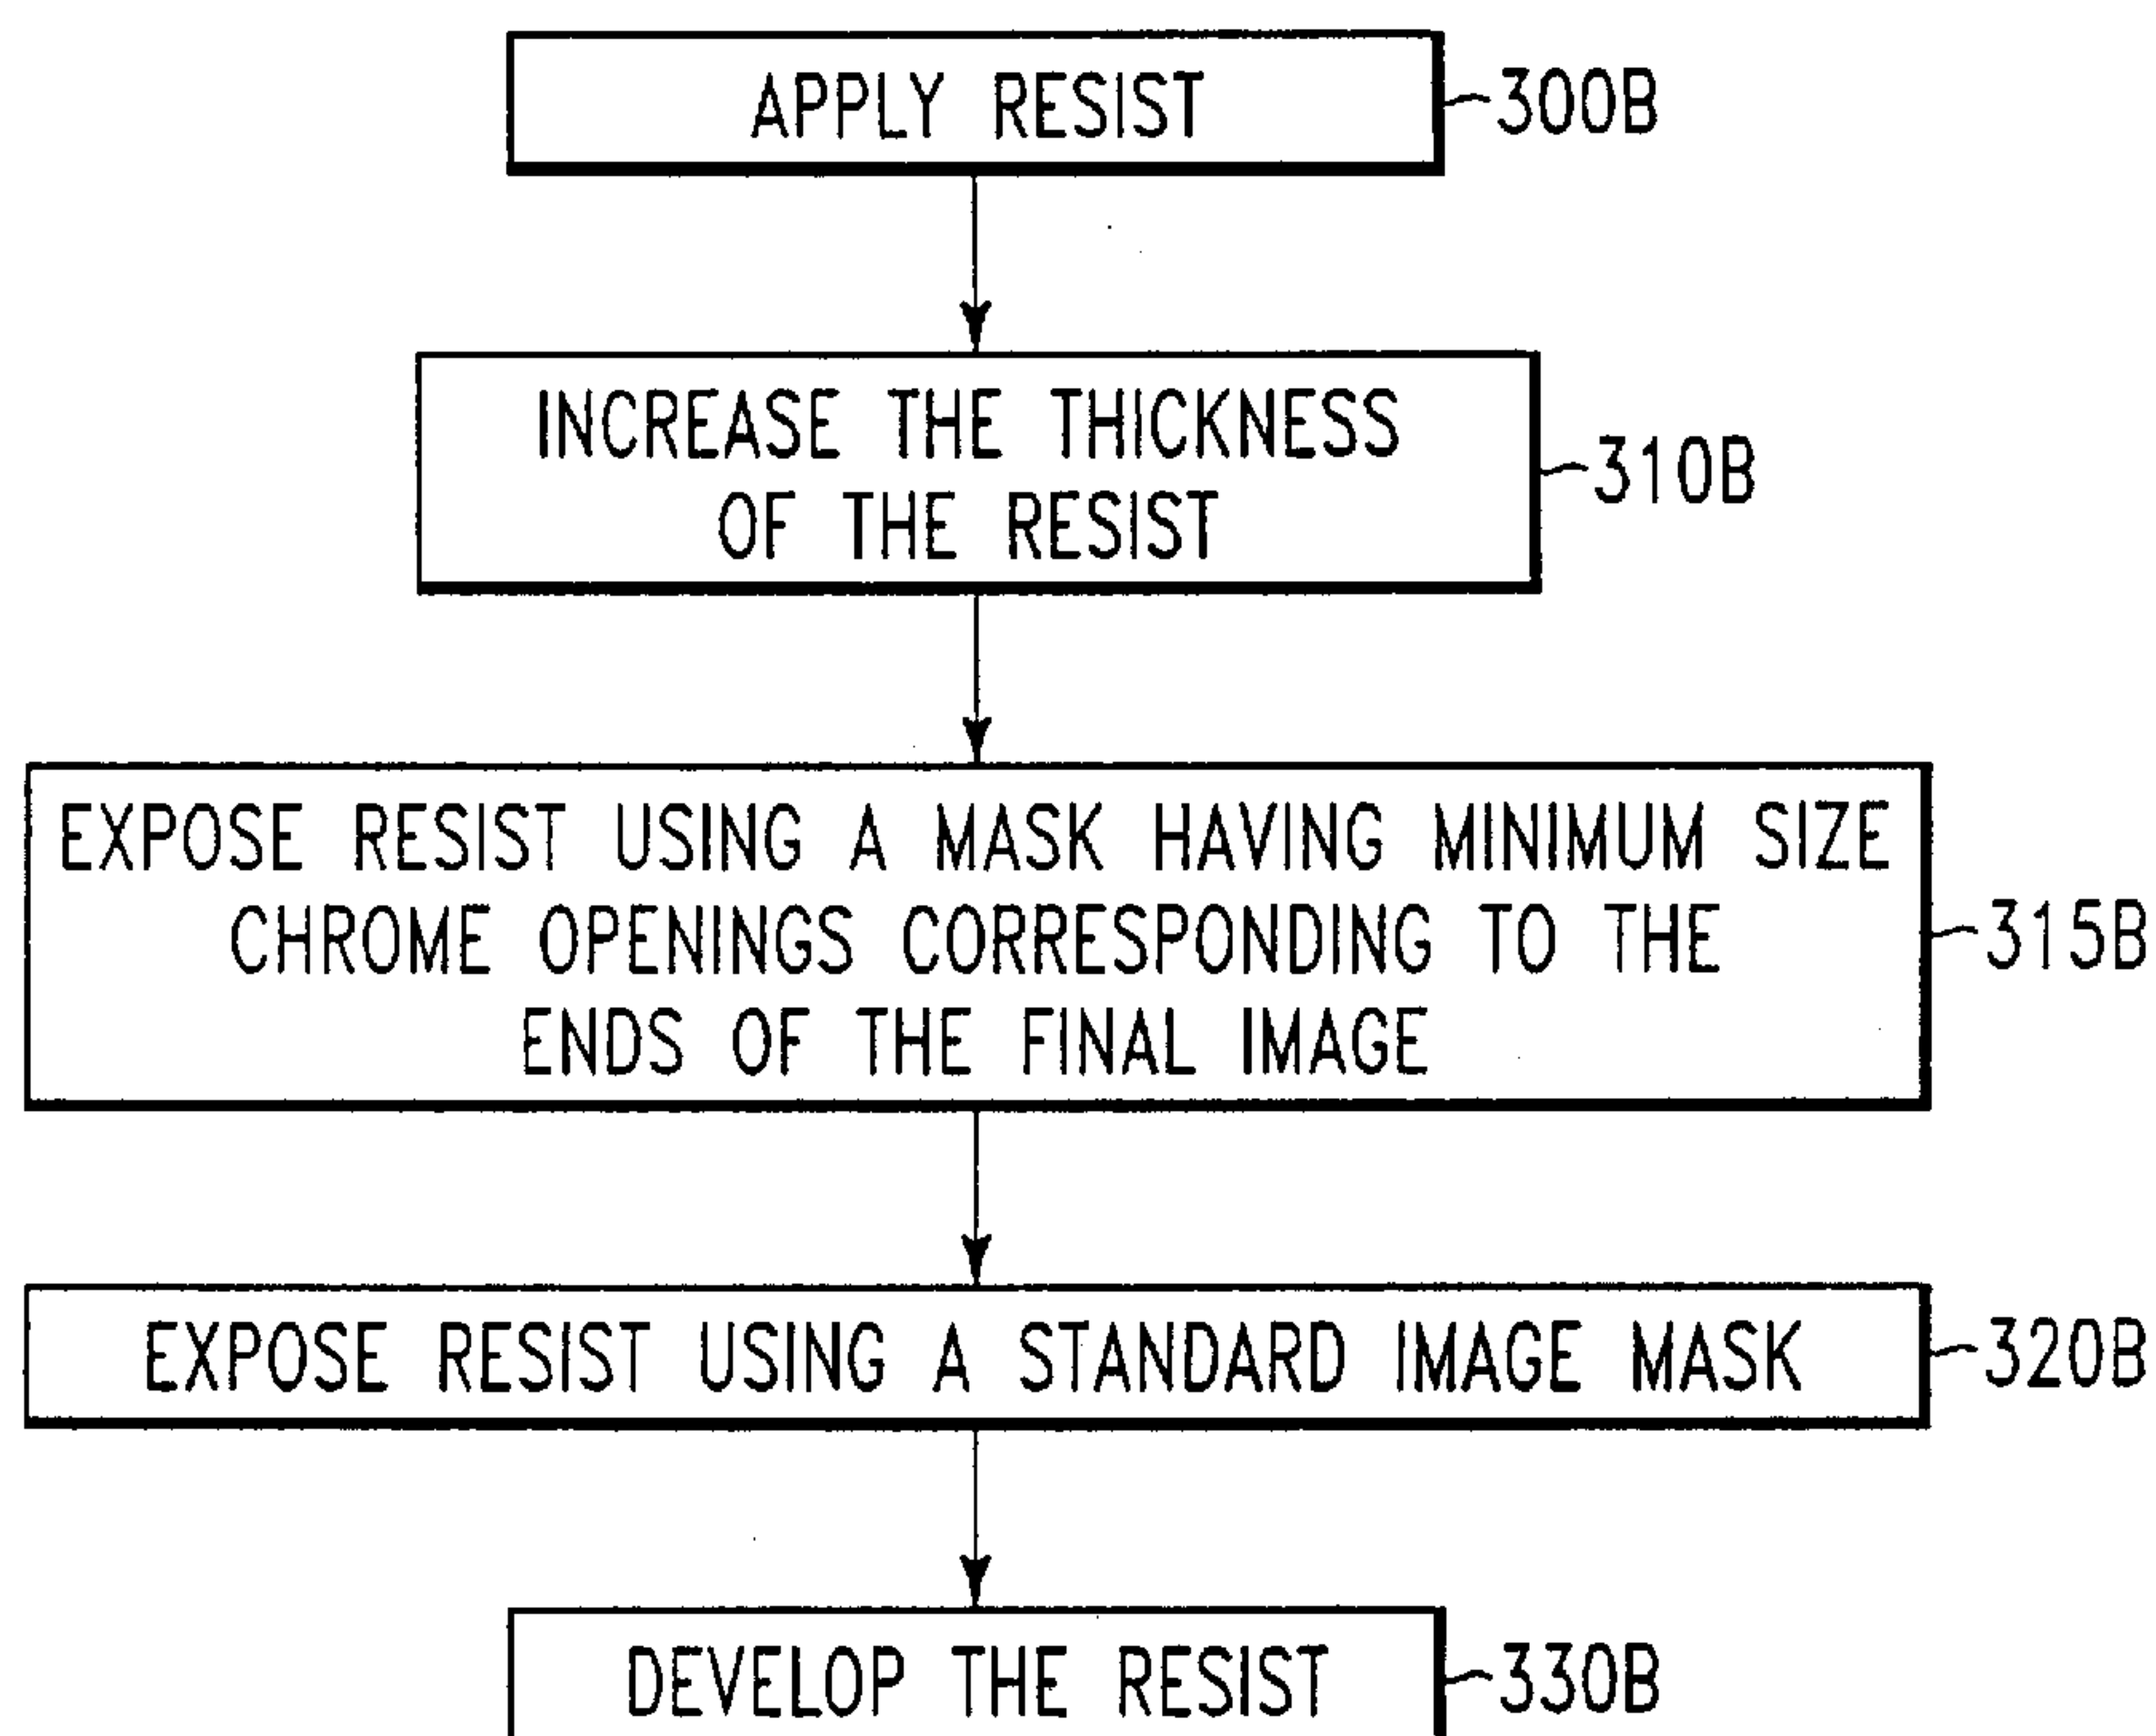 APPLY RESIST
300B
INCREASE THE THICKNESS
OF THE RESIST
310B
EXPOSE RESIST USING A MASK HAVING MINIMUM SIZE
CHROME OPENINGS CORRESPONDING TO THE
ENDS OF THE FINAL IMAGE
315B
EXPOSE RESIST USING A STANDARD IMAGE MASK
320B
DEVELOP THE RESIST
330B